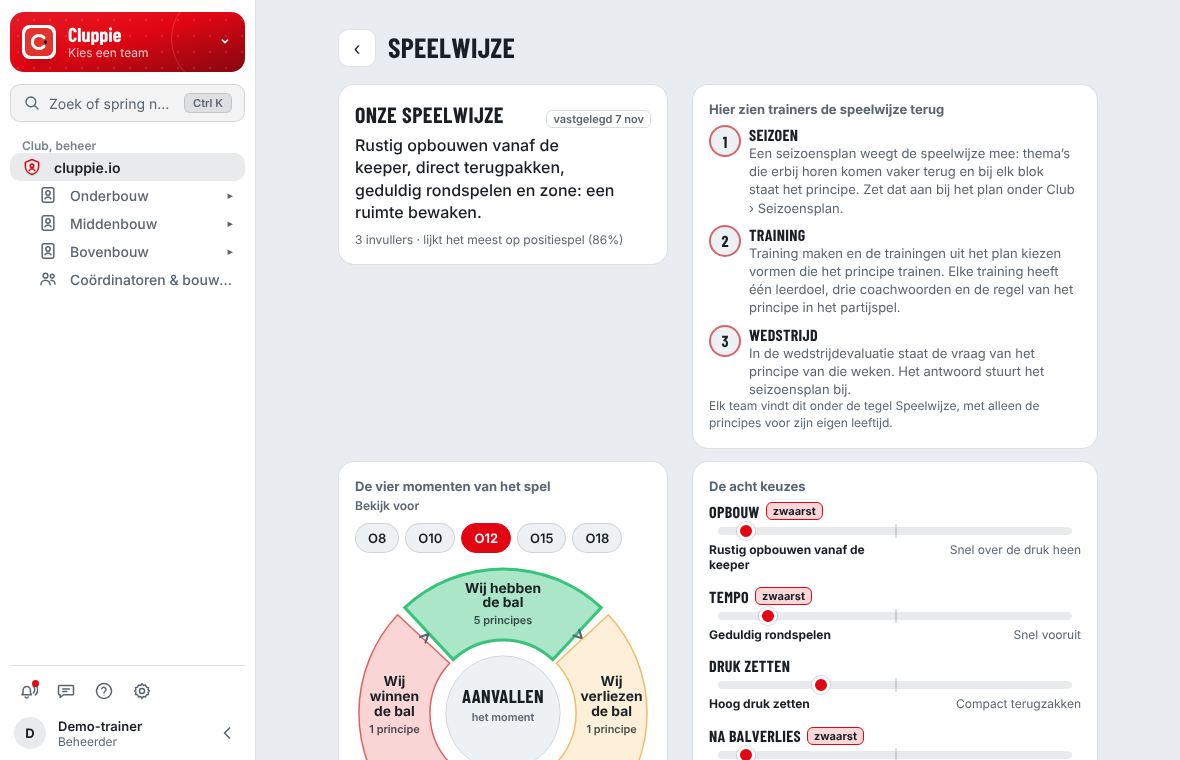 Cluppie
Kies een team
Zoek of spring n...
Ctrl K
Club, beheer
cluppie.io
Onderbouw
Middenbouw
Bovenbouw
Coördinatoren & bouw...
D
Demo-trainer
Beheerder
SPEELWIJZE
ONZE SPEELWIJZE
vastgelegd 7 nov
Rustig opbouwen vanaf de
keeper, direct terugpakken,
geduldig rondspelen en zone: een
ruimte bewaken.
3 invullers · lijkt het meest op positiespel (86%)
Hier zien trainers de speelwijze terug
1
SEIZOEN
Een seizoensplan weegt de speelwijze mee: thema's
die erbij horen komen vaker terug en bij elk blok
staat het principe. Zet dat aan bij het plan onder Club
› Seizoensplan.
2
TRAINING
Training maken en de trainingen uit het plan kiezen
vormen die het principe trainen. Elke training heeft
één leerdoel, drie coachwoorden en de regel van het
principe in het partijspel.
3
WEDSTRIJD
In de wedstrijdevaluatie staat de vraag van het
principe van die weken. Het antwoord stuurt het
seizoensplan bij.
Elk team vindt dit onder de tegel Speelwijze, met alleen de
principes voor zijn eigen leeftijd.
De vier momenten van het spel
Bekijk voor
O8
O10
O12
O15
O18
Wij hebben
de bal
5 principes
Wij
winnen
de bal
1 principe
AANVALLEN
het moment
Wij
verliezen
de bal
1 principe
De acht keuzes
OPBOUW
zwaarst
Rustig opbouwen vanaf de
keeper
Snel over de druk heen
TEMPO
zwaarst
Geduldig rondspelen
Snel vooruit
DRUK ZETTEN
Hoog druk zetten
Compact terugzakken
NA BALVERLIES
zwaarst